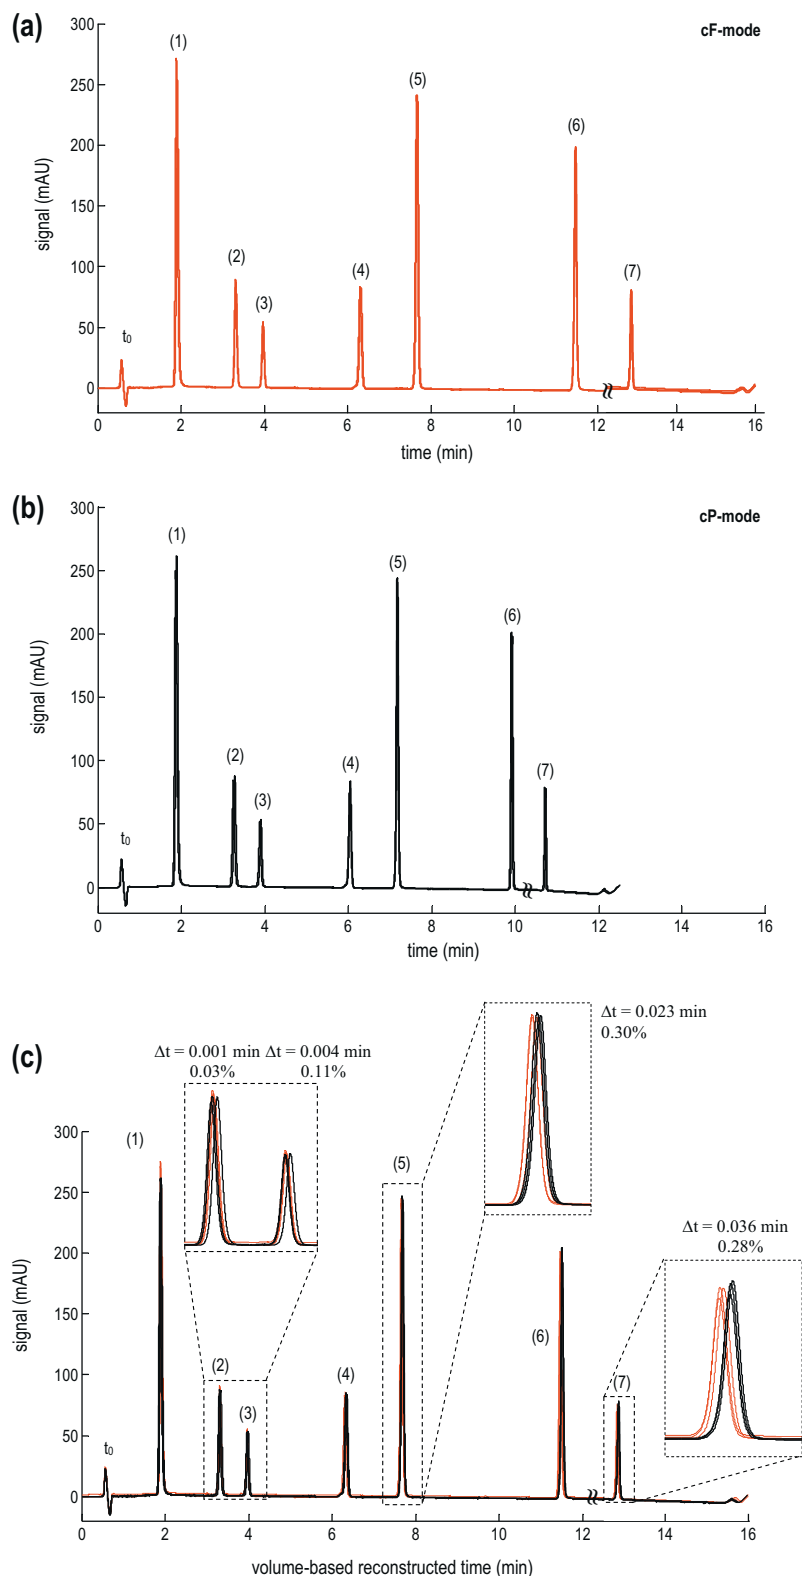 (a)
cF-mode
300
250
200
150
100
50
0
signal (mAU)
t0
(1)
(2)
(3)
(4)
(5)
(6)
(7)
0 2 4 6 8 10 12 14 16
time (min)
(b)
cP-mode
300
250
200
150
100
50
0
signal (mAU)
t0
(1)
(2)
(3)
(4)
(5)
(6)
(7)
0 2 4 6 8 10 12 14 16
time (min)
(c)
Δt = 0.001 min Δt = 0.004 min
0.03% 0.11%
Δt = 0.023 min
0.30%
Δt = 0.036 min
0.28%
300
250
200
150
100
50
0
signal (mAU)
t0
(1)
(2)
(3)
(4)
(5)
(6)
(7)
0 2 4 6 8 10 12 14 16
volume-based reconstructed time (min)